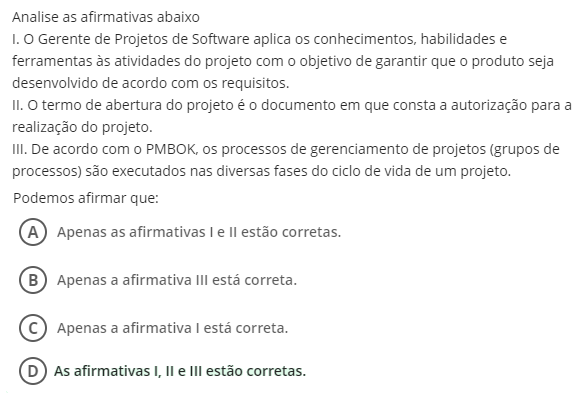 Analise as afirmativas abaixo
I. O Gerente de Projetos de Software aplica os conhecimentos, habilidades e
ferramentas às atividades do projeto com o objetivo de garantir que o produto seja
desenvolvido de acordo com os requisitos.
II. O termo de abertura do projeto é o documento em que consta a autorização para a
realização do projeto.
III. De acordo com o PMBOK, os processos de gerenciamento de projetos (grupos de
processos) são executados nas diversas fases do ciclo de vida de um projeto.
Podemos afirmar que:
A Apenas as afirmativas I e II estão corretas.
B Apenas a afirmativa III está correta.
C Apenas a afirmativa I está correta.
D As afirmativas I, II e III estão corretas.